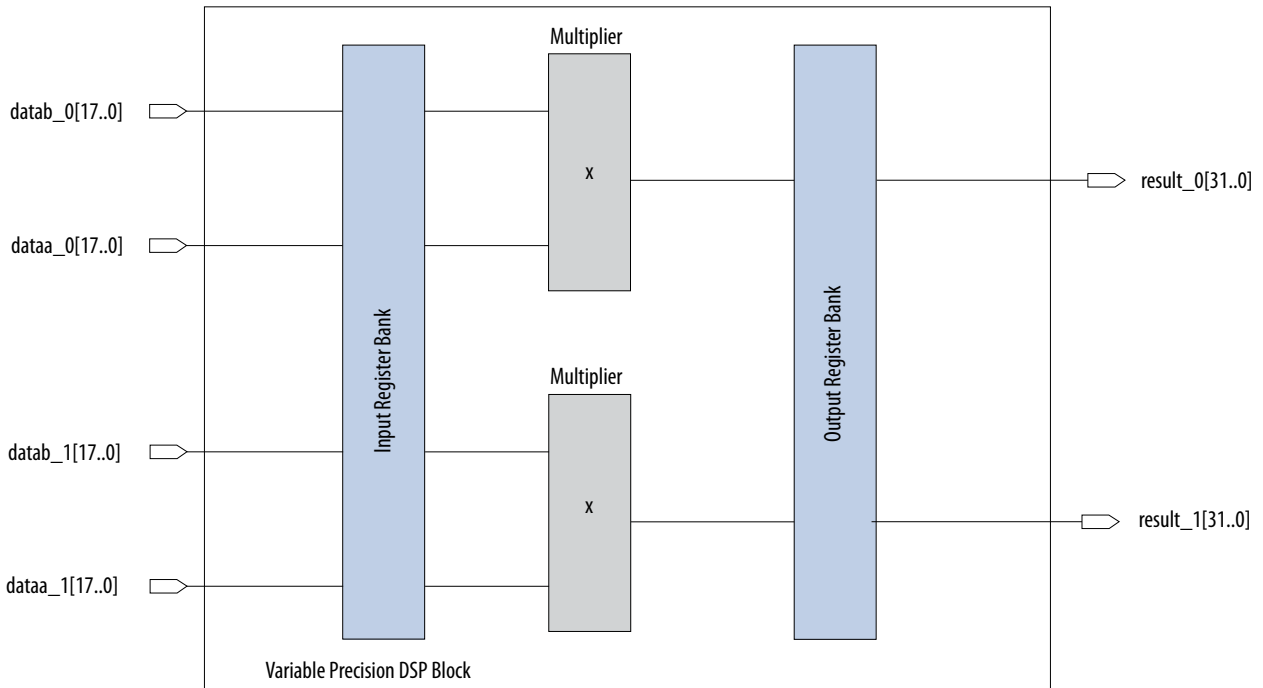 Multiplier
datab_0[17..0]
x
result_0[31..0]
dataa_0[17..0]
Input Register Bank
Output Register Bank
Multiplier
datab_1[17..0]
x
result_1[31..0]
dataa_1[17..0]
Variable Precision DSP Block